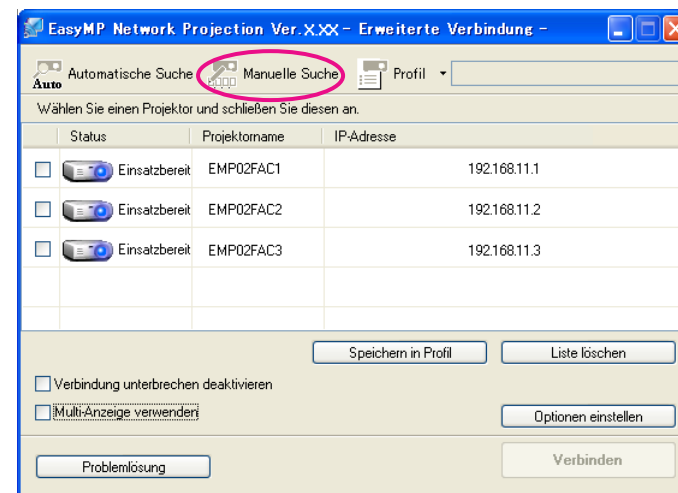 EasyMP Network Projection Ver.X.XX - Erweiterte Verbindung -
Auto Automatische Suche Manuelle Suche Profil
Wählen Sie einen Projektor und schließen Sie diesen an.
Status Projektorname IP-Adresse
Einsatzbereit EMP02FAC1 192.168.11.1
Einsatzbereit EMP02FAC2 192.168.11.2
Einsatzbereit EMP02FAC3 192.168.11.3
Speichern in Profil Liste löschen
Verbindung unterbrechen deaktivieren
Multi-Anzeige verwenden
Optionen einstellen
Problemlösung Verbinden